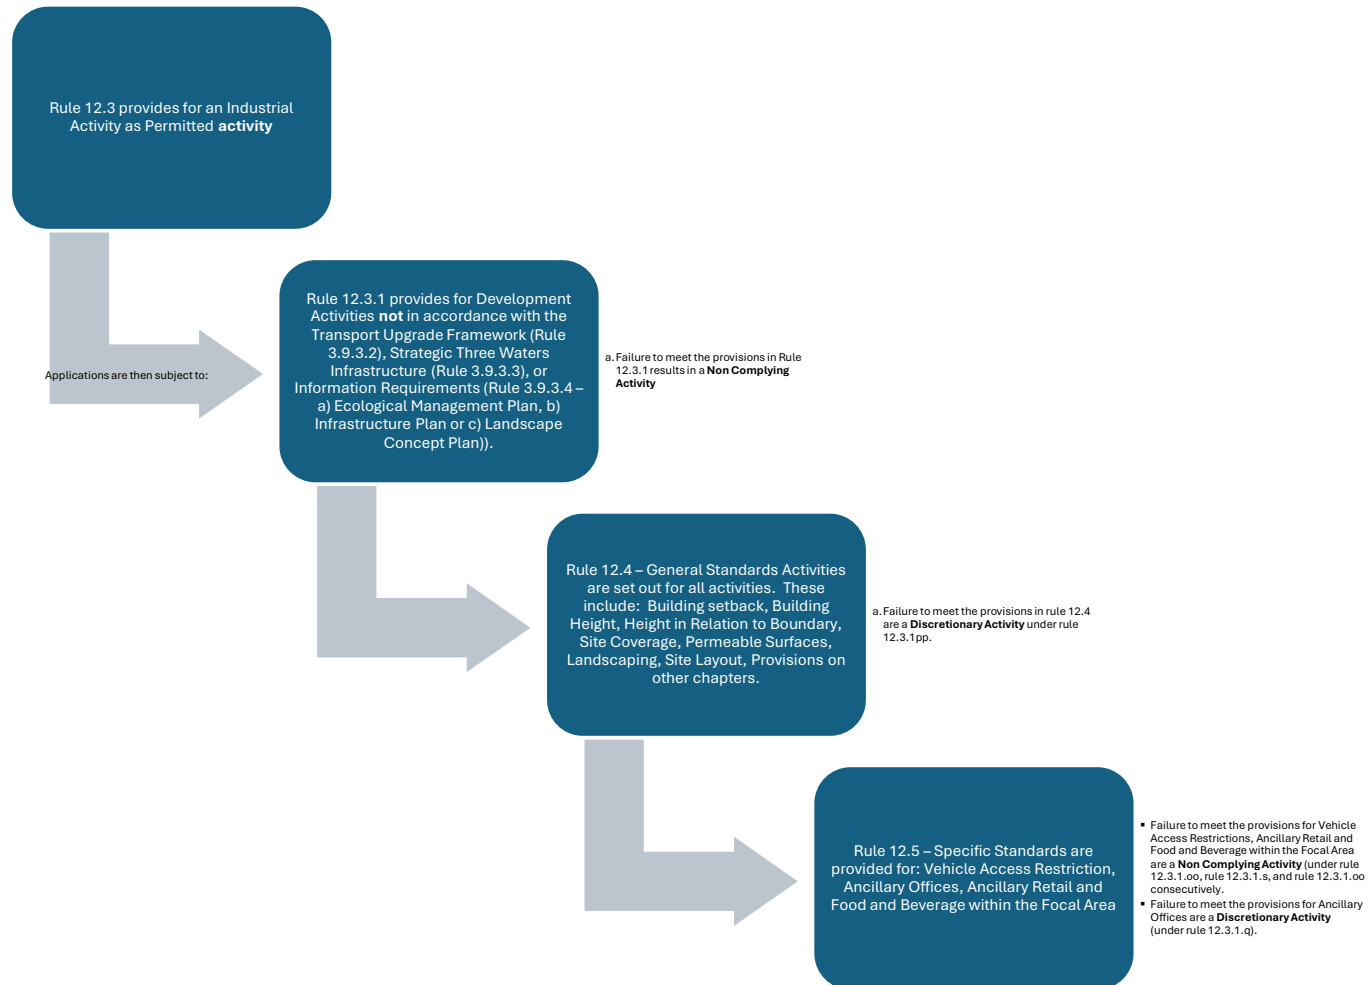 Rule 12.3 provides for an Industrial
Activity as Permitted activity
Applications are then subject to:
Rule 12.3.1 provides for Development
Activities not in accordance with the
Transport Upgrade Framework (Rule
3.9.3.2), Strategic Three Waters
Infrastructure (Rule 3.9.3.3), or
Information Requirements (Rule 3.9.3.4 –
a) Ecological Management Plan, b)
Infrastructure Plan or c) Landscape
Concept Plan)).
a. Failure to meet the provisions in Rule
12.3.1 results in a Non Complying
Activity
Rule 12.4 – General Standards Activities
are set out for all activities. These
include: Building setback, Building
Height, Height in Relation to Boundary,
Site Coverage, Permeable Surfaces,
Landscaping, Site Layout, Provisions on
other chapters.
a. Failure to meet the provisions in rule 12.4
are a Discretionary Activity under rule
12.3.1pp.
Rule 12.5 – Specific Standards are
provided for: Vehicle Access Restriction,
Ancillary Offices, Ancillary Retail and
Food and Beverage within the Focal Area
▪ Failure to meet the provisions for Vehicle
Access Restrictions, Ancillary Retail and
Food and Beverage within the Focal Area
are a Non Complying Activity (under rule
12.3.1.oo, rule 12.3.1.s, and rule 12.3.1.oo
consecutively.
▪ Failure to meet the provisions for Ancillary
Offices are a Discretionary Activity
(under rule 12.3.1.q).